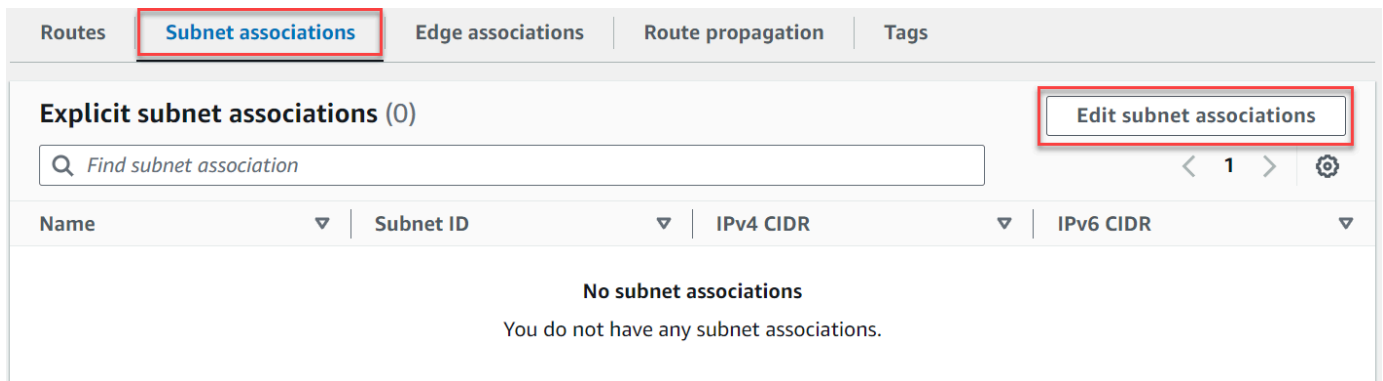 Routes Subnet associations Edge associations Route propagation Tags
Explicit subnet associations (0)
Edit subnet associations
Find subnet association
1
Name Subnet ID IPv4 CIDR IPv6 CIDR
No subnet associations
You do not have any subnet associations.